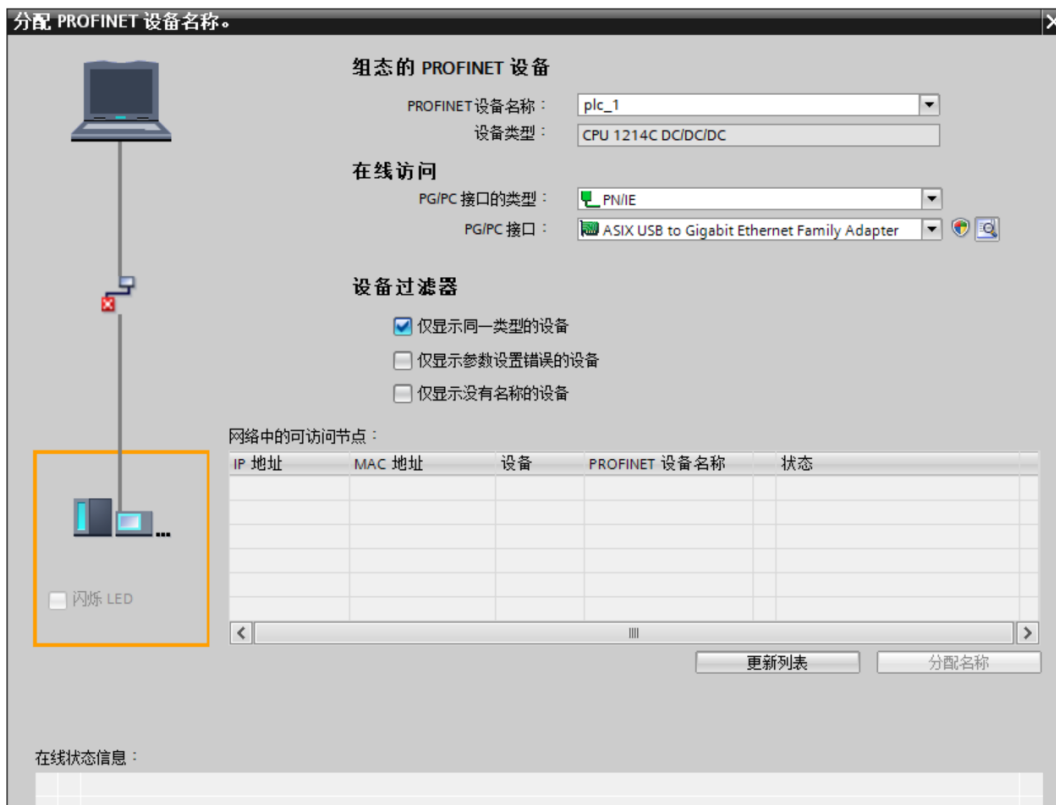 分配 PROFINET 设备名称。
组态的 PROFINET 设备
PROFINET设备名称： plc_1
设备类型： CPU 1214C DC/DC/DC
在线访问
PG/PC 接口的类型： PN/IE
PG/PC 接口： ASIX USB to Gigabit Ethernet Family Adapter
设备过滤器
仅显示同一类型的设备
仅显示参数设置错误的设备
仅显示没有名称的设备
网络中的可访问节点：
IP 地址 MAC 地址 设备 PROFINET 设备名称 状态
闪烁 LED
更新列表 分配名称
在线状态信息：